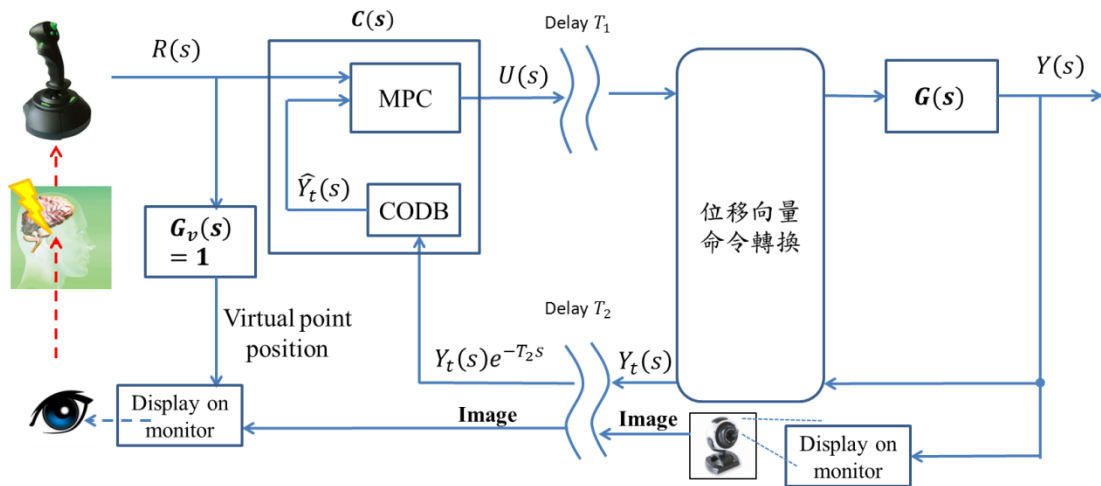 C(s)
Delay T₁
R(s)
MPC
U(s)
G(s)
Y(s)
Ŷₜ(s)
CODB
Gᵥ(s)
= 1
位移向量
命令轉換
Virtual point
position
Delay T₂
Yₜ(s)e^{-T₂s}
Yₜ(s)
Display on
monitor
Image
Image
Display on
monitor